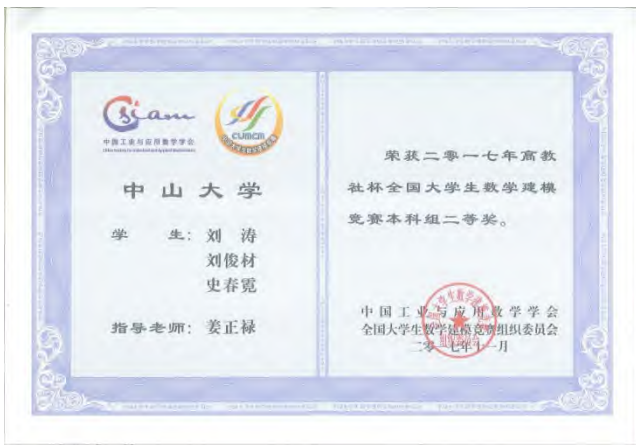 Csiam
中国工业与应用数学学会
CUMCM
中山大学
学 生: 刘 涛
刘俊材
史春霓
指导老师: 姜正禄
荣获二零一七年高教
社杯全国大学生数学建模
竞赛本科组二等奖。
中国工业与应用数学学会
全国大学生数学建模竞赛组织委员会
二零一七年十一月